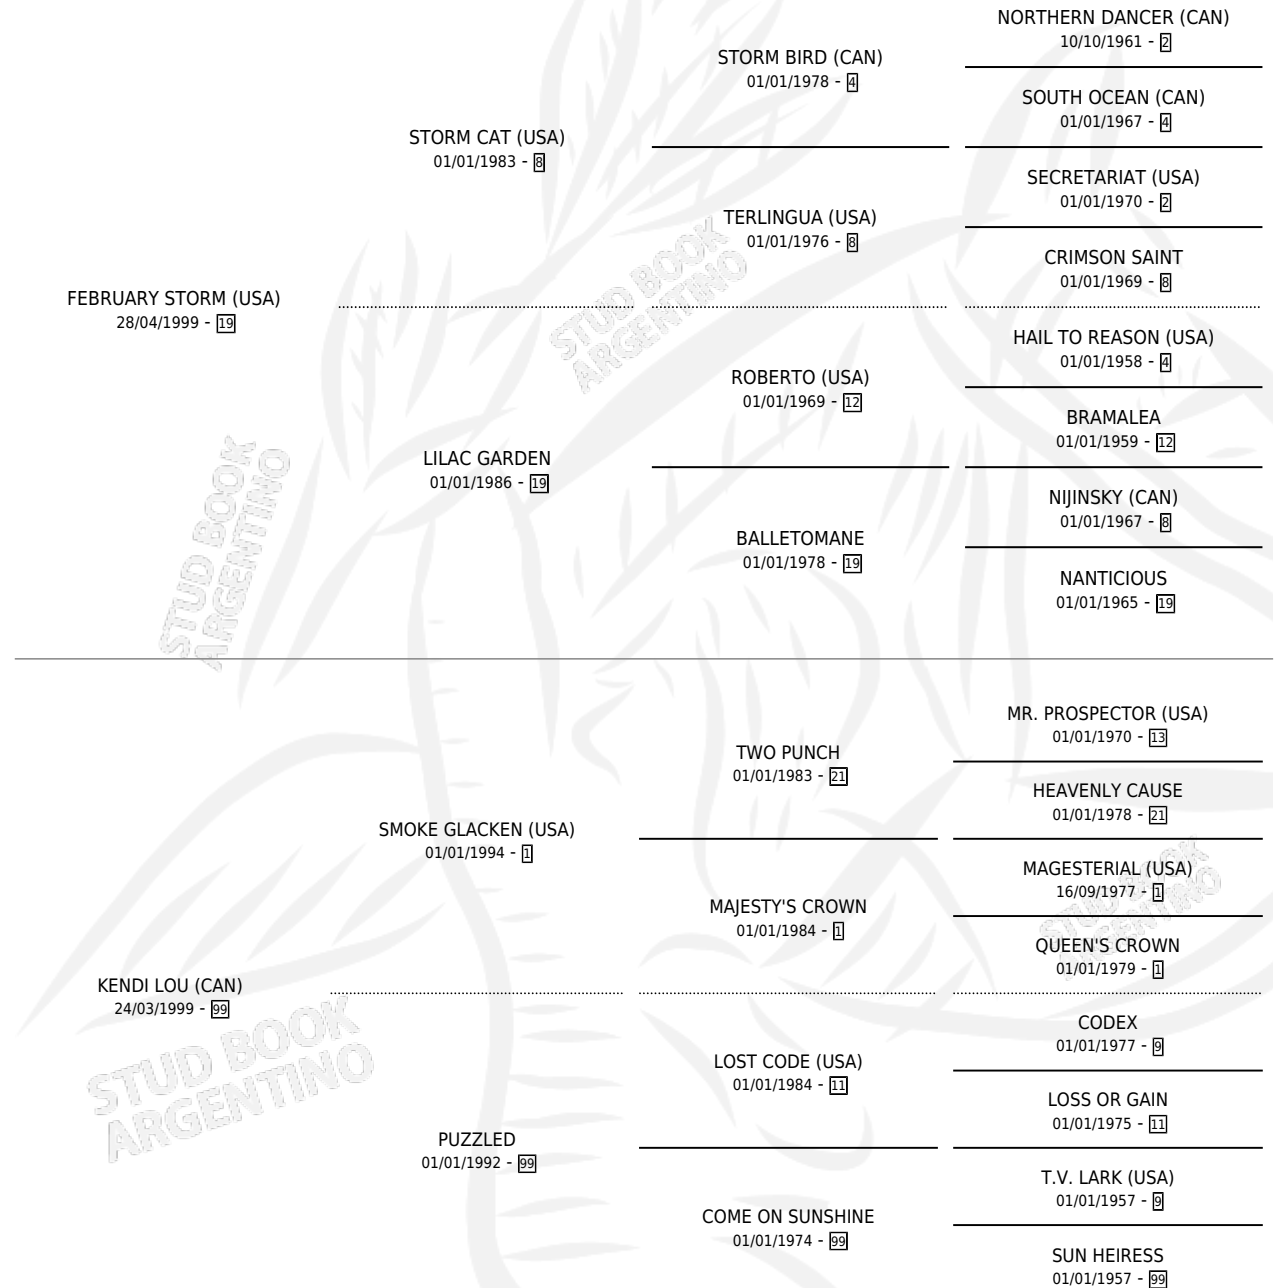 NORTHERN DANCER (CAN)
10/10/1961 - 2
STORM BIRD (CAN)
01/01/1978 - 4
SOUTH OCEAN (CAN)
01/01/1967 - 4
STORM CAT (USA)
01/01/1983 - 8
SECRETARIAT (USA)
01/01/1970 - 2
TERLINGUA (USA)
01/01/1976 - 8
CRIMSON SAINT
01/01/1969 - 8
FEBRUARY STORM (USA)
28/04/1999 - 19
HAIL TO REASON (USA)
01/01/1958 - 4
ROBERTO (USA)
01/01/1969 - 12
BRAMALEA
01/01/1959 - 12
LILAC GARDEN
01/01/1986 - 19
NIJINSKY (CAN)
01/01/1967 - 8
BALLETOMANE
01/01/1978 - 19
NANTICIOUS
01/01/1965 - 19
MR. PROSPECTOR (USA)
01/01/1970 - 13
TWO PUNCH
01/01/1983 - 21
HEAVENLY CAUSE
01/01/1978 - 21
SMOKE GLACKEN (USA)
01/01/1994 - 1
MAGESTERIAL (USA)
16/09/1977 - 1
MAJESTY'S CROWN
01/01/1984 - 1
QUEEN'S CROWN
01/01/1979 - 1
KENDI LOU (CAN)
24/03/1999 - 99
CODEX
01/01/1977 - 9
LOST CODE (USA)
01/01/1984 - 11
LOSS OR GAIN
01/01/1975 - 11
PUZZLED
01/01/1992 - 99
T.V. LARK (USA)
01/01/1957 - 9
COME ON SUNSHINE
01/01/1974 - 99
SUN HEIRESS
01/01/1957 - 99
STUD BOOK
ARGENTINO
STUD BOOK
ARGENTINO
STUD BOOK
ARGENTINO
STUD BOOK
ARGENTINO